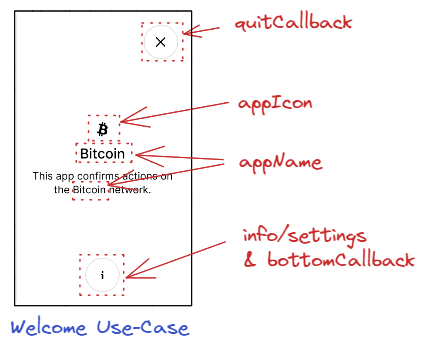 quitCallback
appIcon
Bitcoin
appName
This app confirms actions on
the Bitcoin network.
info/settings
& bottomCallback
i
Welcome Use-Case